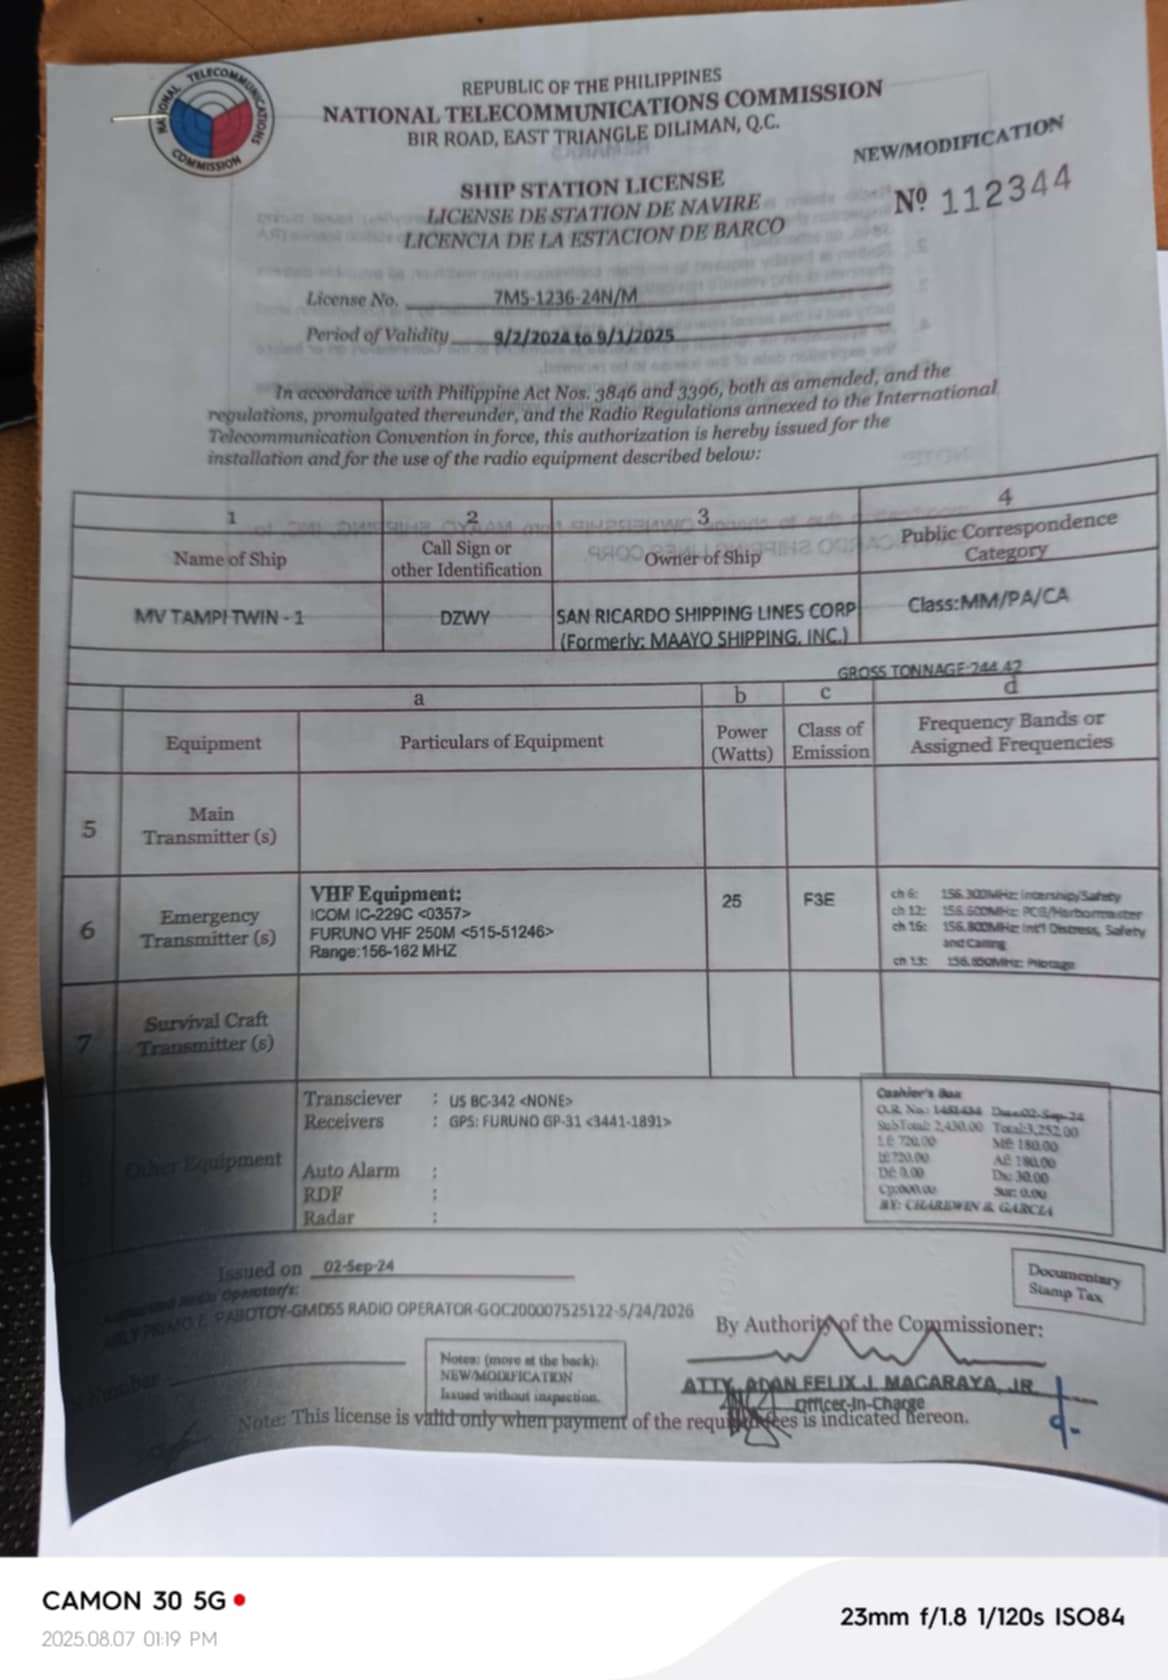 NATIONAL TELECOMMUNICATIONS COMMISSION
REPUBLIC OF THE PHILIPPINES
NATIONAL TELECOMMUNICATIONS COMMISSION
BIR ROAD, EAST TRIANGLE DILIMAN, Q.C.
NEW/MODIFICATION
SHIP STATION LICENSE
LICENSE DE STATION DE NAVIRE
LICENCIA DE LA ESTACION DE BARCO
Nº 112344
License No. 7MS-1236-24N/M
Period of Validity 9/2/2024 to 9/1/2025
In accordance with Philippine Act Nos. 3846 and 3396, both as amended, and the
regulations, promulgated thereunder, and the Radio Regulations annexed to the International
Telecommunication Convention in force, this authorization is hereby issued for the
installation and for the use of the radio equipment described below:
1 2 3 4
Name of Ship
Call Sign or
other Identification
Owner of Ship
Public Correspondence
Category
MV TAMPI TWIN - 1
DZWY
SAN RICARDO SHIPPING LINES CORP
(Formerly: MAAYO SHIPPING, INC.)
Class:MM/PA/CA
GROSS TONNAGE-244.42
a b c d
Equipment
Particulars of Equipment
Power
(Watts)
Class of
Emission
Frequency Bands or
Assigned Frequencies
5
Main
Transmitter (s)
6
Emergency
Transmitter (s)
VHF Equipment:
ICOM IC-229C <0357>
FURUNO VHF 250M <515-51246>
Range:156-162 MHZ
25
F3E
ch 6: 156.300MHz: Intership/Safety
ch 12: 156.600MHz: PCG/Harbormaster
ch 16: 156.800MHz: Int'l Distress, Safety
and Calling
ch 13: 156.650MHz: Pilotage
7
Survival Craft
Transmitter (s)
Other Equipment
Transciever : US BC-342 <NONE>
Receivers : GPS: FURUNO GP-31 <3441-1891>
Auto Alarm :
RDF :
Radar :
Cashier's Box
O.R. No.: Date:02-Sep-24
SubTotal: 2,430.00 Total:3,252.00
LF: 720.00 MF: 180.00
720.00 AF: 180.00
0.00 Ds: 30.00
Sur: 0.00
BY: GARCIA
Issued on 02-Sep-24
Documentary
Stamp Tax
Radio Operator/s:
PABOTOY-GMDSS RADIO OPERATOR-GOC200007525122-5/24/2026
By Authority of the Commissioner:
Number
Notes: (more at the back):
NEW/MODIFICATION
Issued without inspection.
ATTY. ADAN FELIX J. MACARAYA, JR.
Officer-In-Charge
Note: This license is valid only when payment of the required fees is indicated hereon.
CAMON 30 5G
2025.08.07 01:19 PM
23mm f/1.8 1/120s ISO84